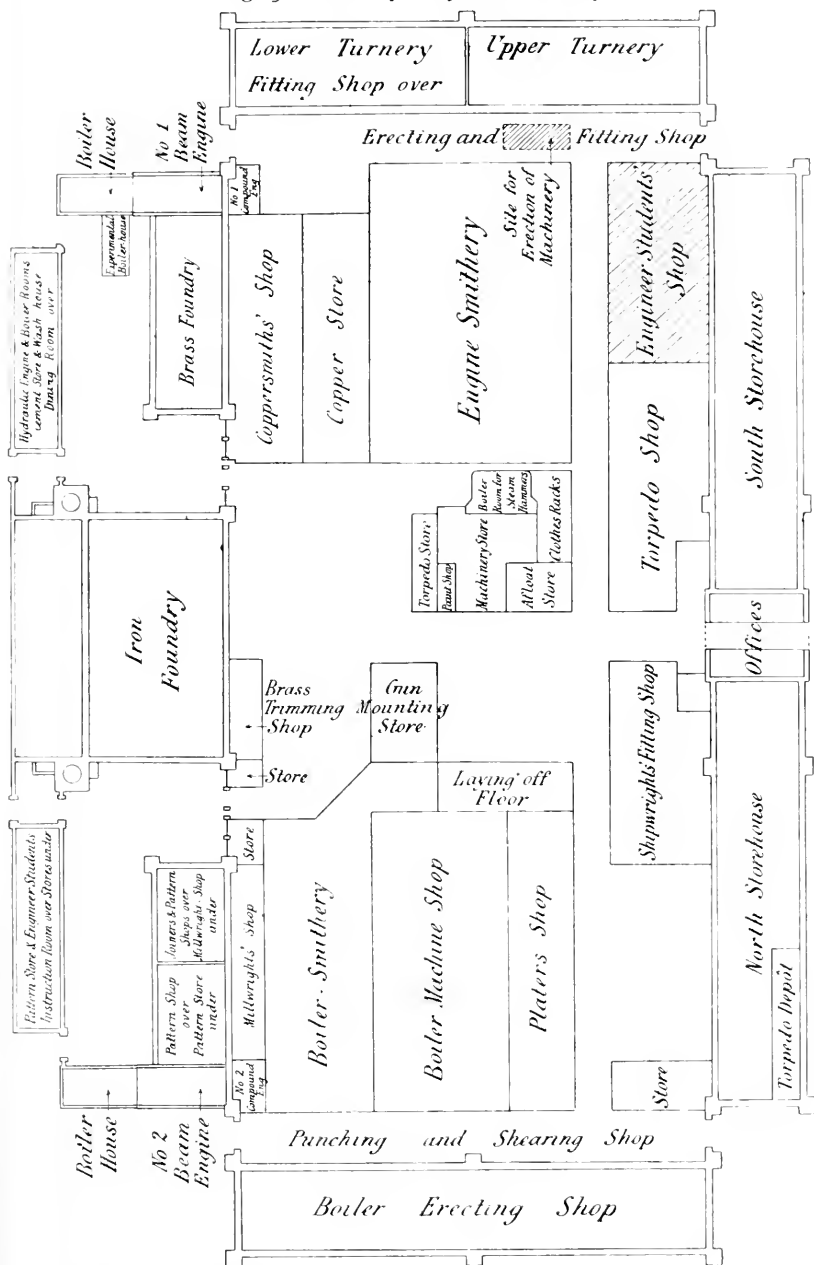 Lower Turnery
Fitting Shop over
Upper Turnery
Erecting and
Fitting Shop
Boiler
House
No 1
Beam
Engine
No 1
Compound
Eng
Experimental
Boiler-house
Hydraulic Engine & Boiler Rooms
Cement Store & Wash house
Dining Room over
Brass Foundry
Coppersmiths' Shop
Copper Store
Engine Smithery
Site for
Erection of
Machinery
Engineer Students'
Shop
Torpedo Shop
South Storehouse
Boiler
Room for
Steam
Hammers
Torpedo Store
Paint Shop
Machinery Store
Clothes Racks
Afloat
Store
Iron
Foundry
Offices
Brass
Trimming
Shop
Gun
Mounting
Store
Store
Laying off
Floor
Shipwrights' Fitting Shop
Pattern Store & Engineer Students
Instruction Room over Stores under
Joiners & Pattern
Shops over
Millwright-Shop
under
Pattern Shop
over
Pattern Store
under
Store
Millwrights' Shop
Boiler-Smithery
Boiler Machine Shop
Platers Shop
North Storehouse
Torpedo Depôt
Store
No 2
Compound
Eng
Boiler
House
No 2
Beam
Engine
Punching and Shearing Shop
Boiler Erecting Shop